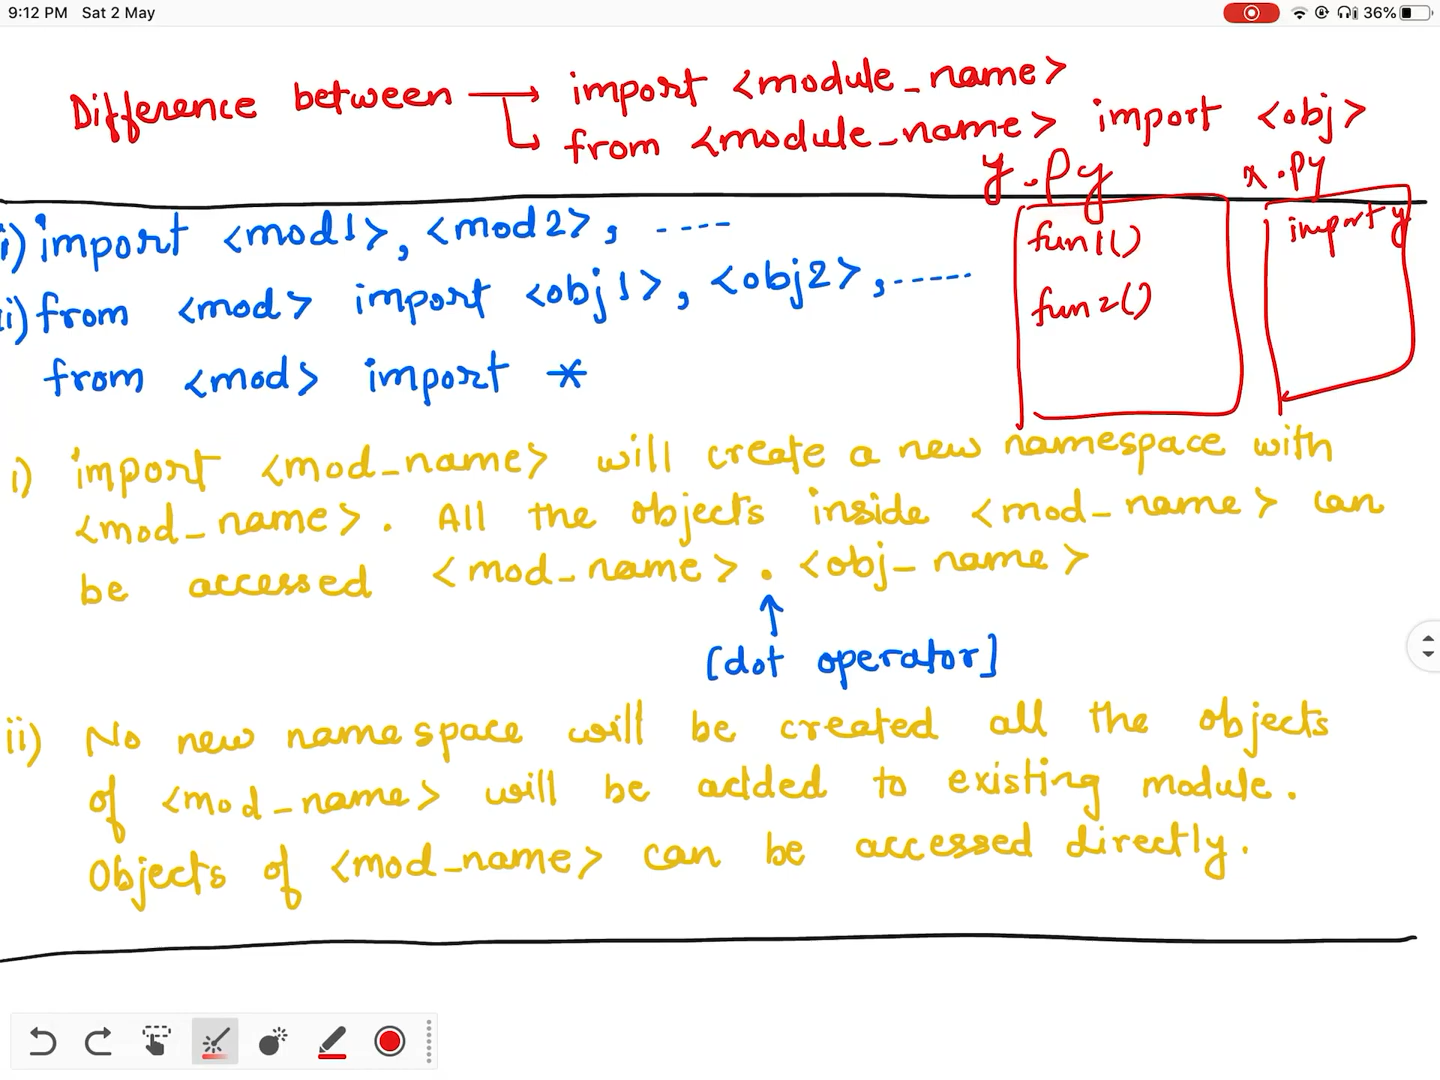 9:12 PM Sat 2 May
36%
Difference between import <module_name>
from <module_name> import <obj>
y.py
x.py
i) import <mod1>, <mod2>, ----
ii) from <mod> import <obj1>, <obj2>, -----
from <mod> import *
fun1()
fun2()
import y
i) import <mod_name> will create a new namespace with
<mod_name>. All the objects inside <mod_name> can
be accessed <mod_name> . <obj_name>
[dot operator]
ii) No new namespace will be created all the objects
of <mod_name> will be added to existing module.
Objects of <mod_name> can be accessed directly.